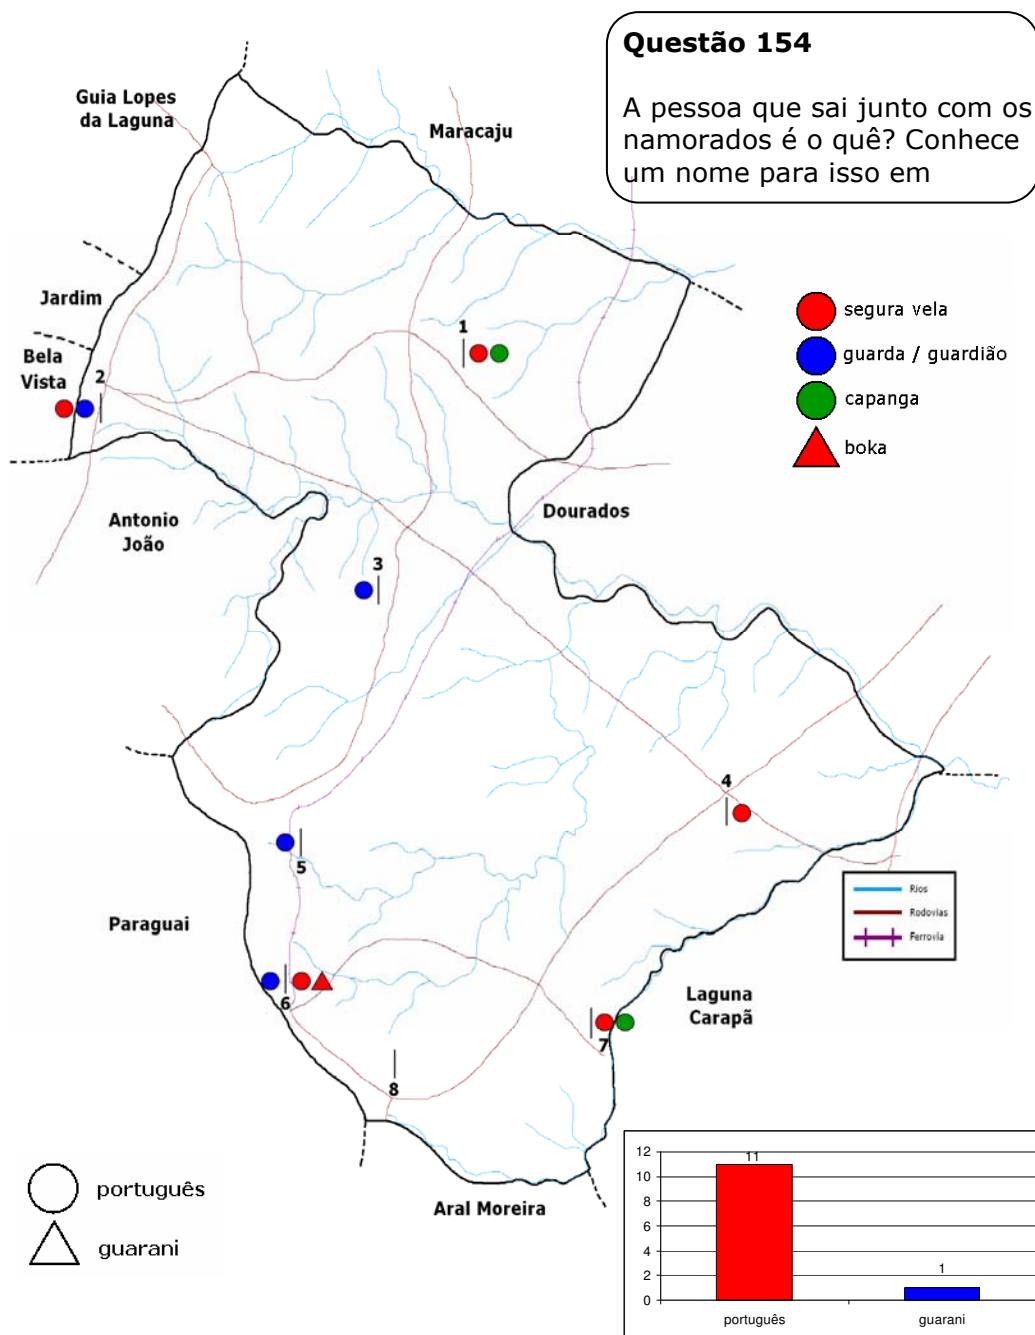 Questão 154
A pessoa que sai junto com os
namorados é o quê? Conhece
um nome para isso em
Guia Lopes
da Laguna
Maracaju
Jardim
Bela
Vista
1
2
segura vela
guarda / guardião
capanga
boka
Antonio
João
Dourados
3
4
5
Paraguai
Rios
Rodovias
Ferrovia
6
Laguna
Carapã
7
8
português
guarani
Aral Moreira
12
10
8
6
4
2
0
11
1
português
guarani